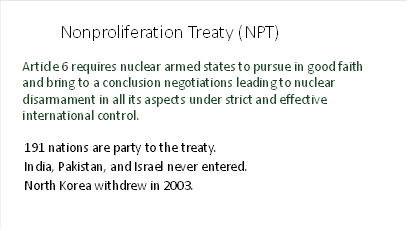 Nonproliferation Treaty (NPT)
Article 6 requires nuclear armed states to pursue in good faith
and bring to a conclusion negotiations leading to nuclear
disarmament in all its aspects under strict and effective
international control.
191 nations are party to the treaty.
India, Pakistan, and Israel never entered.
North Korea withdrew in 2003.